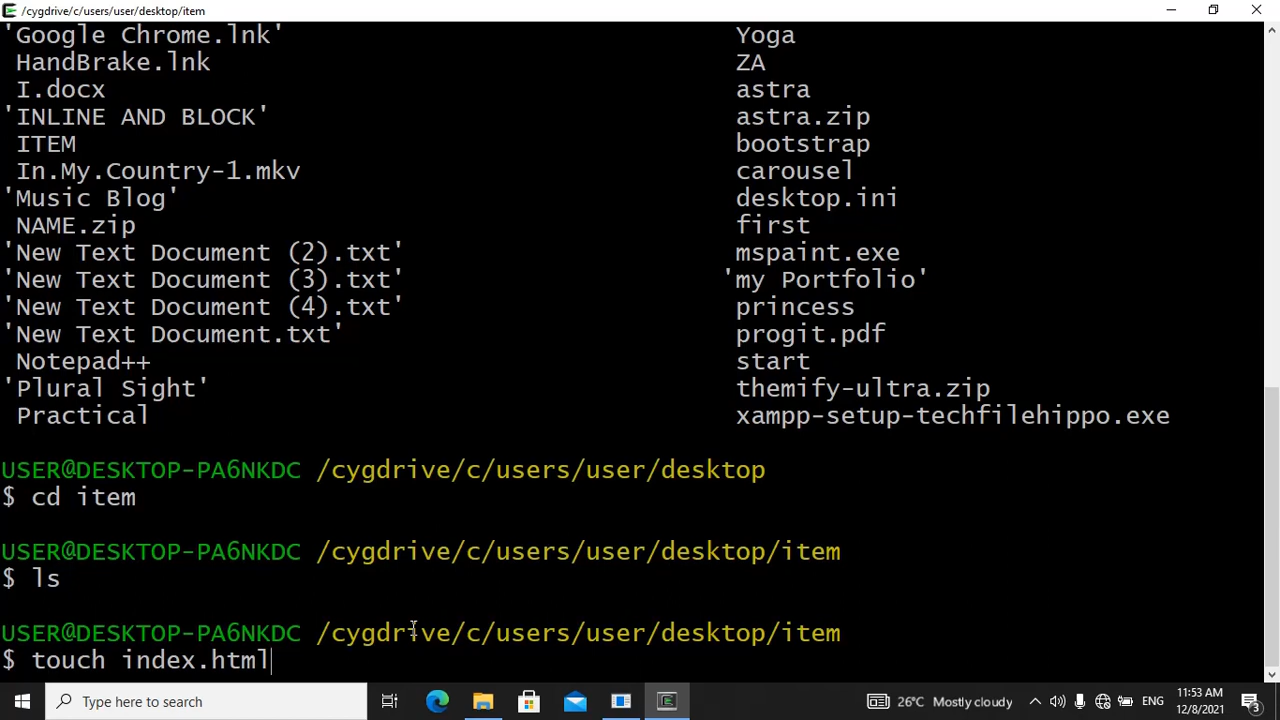 /cygdrive/c/users/user/desktop/item
'Google Chrome.lnk' Yoga
HandBrake.lnk ZA
I.docx astra
'INLINE AND BLOCK' astra.zip
ITEM bootstrap
In.My.Country-1.mkv carousel
'Music Blog' desktop.ini
NAME.zip first
'New Text Document (2).txt' mspaint.exe
'New Text Document (3).txt' 'my Portfolio'
'New Text Document (4).txt' princess
'New Text Document.txt' progit.pdf
Notepad++ start
'Plural Sight' themify-ultra.zip
Practical xampp-setup-techfilehippo.exe
USER@DESKTOP-PA6NKDC /cygdrive/c/users/user/desktop
$ cd item
USER@DESKTOP-PA6NKDC /cygdrive/c/users/user/desktop/item
$ ls
USER@DESKTOP-PA6NKDC /cygdrive/c/users/user/desktop/item
$ touch index.html
Type here to search 26°C Mostly cloudy ENG 11:53 AM
12/8/2021 3